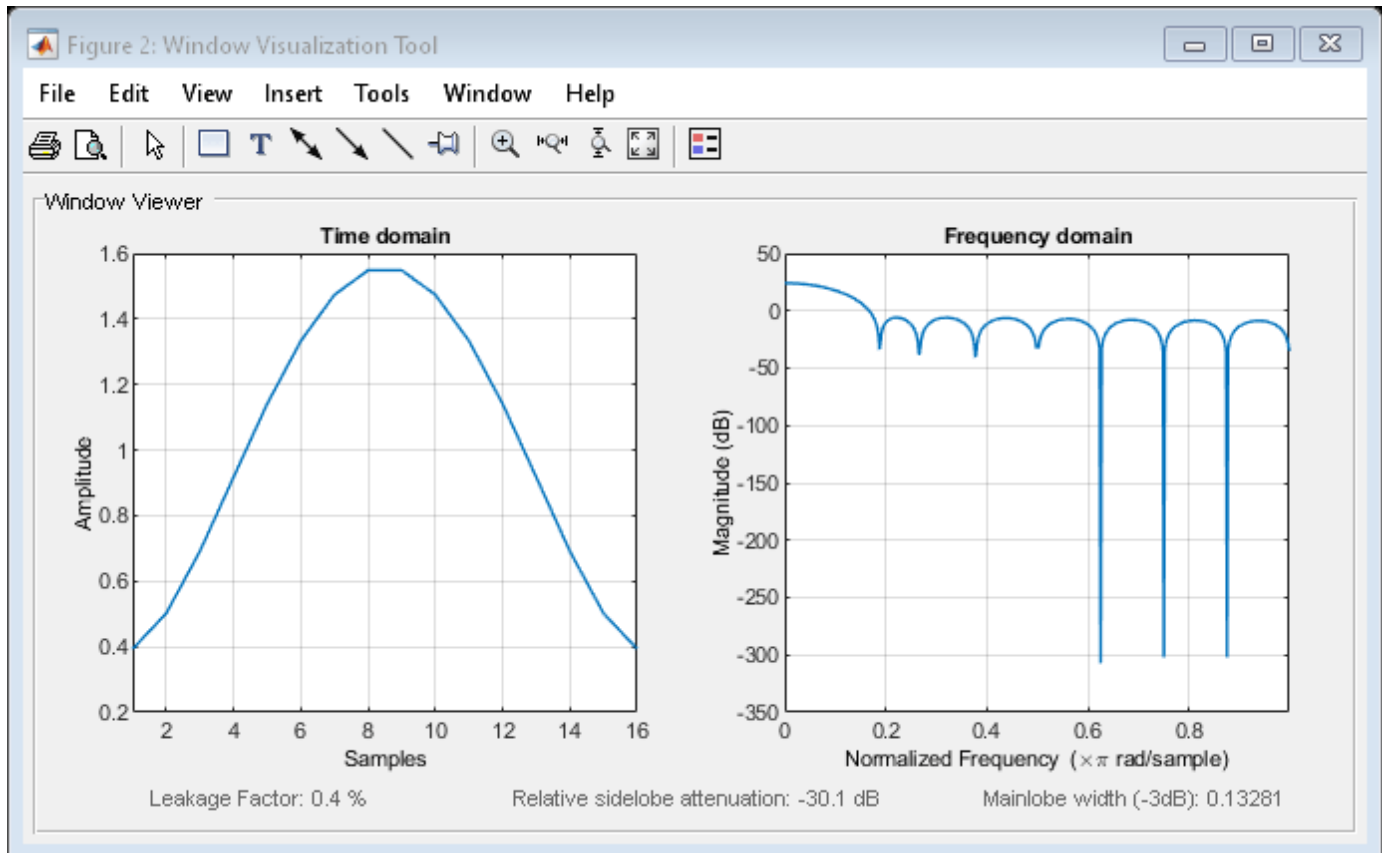 Figure 2: Window Visualization Tool
File Edit View Insert Tools Window Help
T
Window Viewer
Time domain
1.6
1.4
1.2
1
0.8
0.6
0.4
0.2
Amplitude
2 4 6 8 10 12 14 16
Samples
Frequency domain
50
0
-50
-100
-150
-200
-250
-300
-350
Magnitude (dB)
0 0.2 0.4 0.6 0.8
Normalized Frequency (×π rad/sample)
Leakage Factor: 0.4 % Relative sidelobe attenuation: -30.1 dB Mainlobe width (-3dB): 0.13281